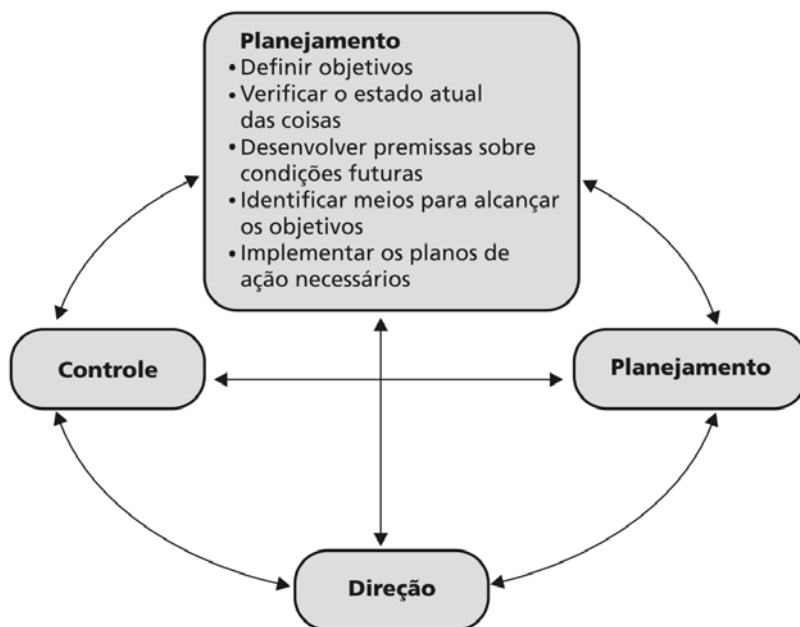 Planejamento
• Definir objetivos
• Verificar o estado atual
das coisas
• Desenvolver premissas sobre
condições futuras
• Identificar meios para alcançar
os objetivos
• Implementar os planos de
ação necessários
Controle
Planejamento
Direção